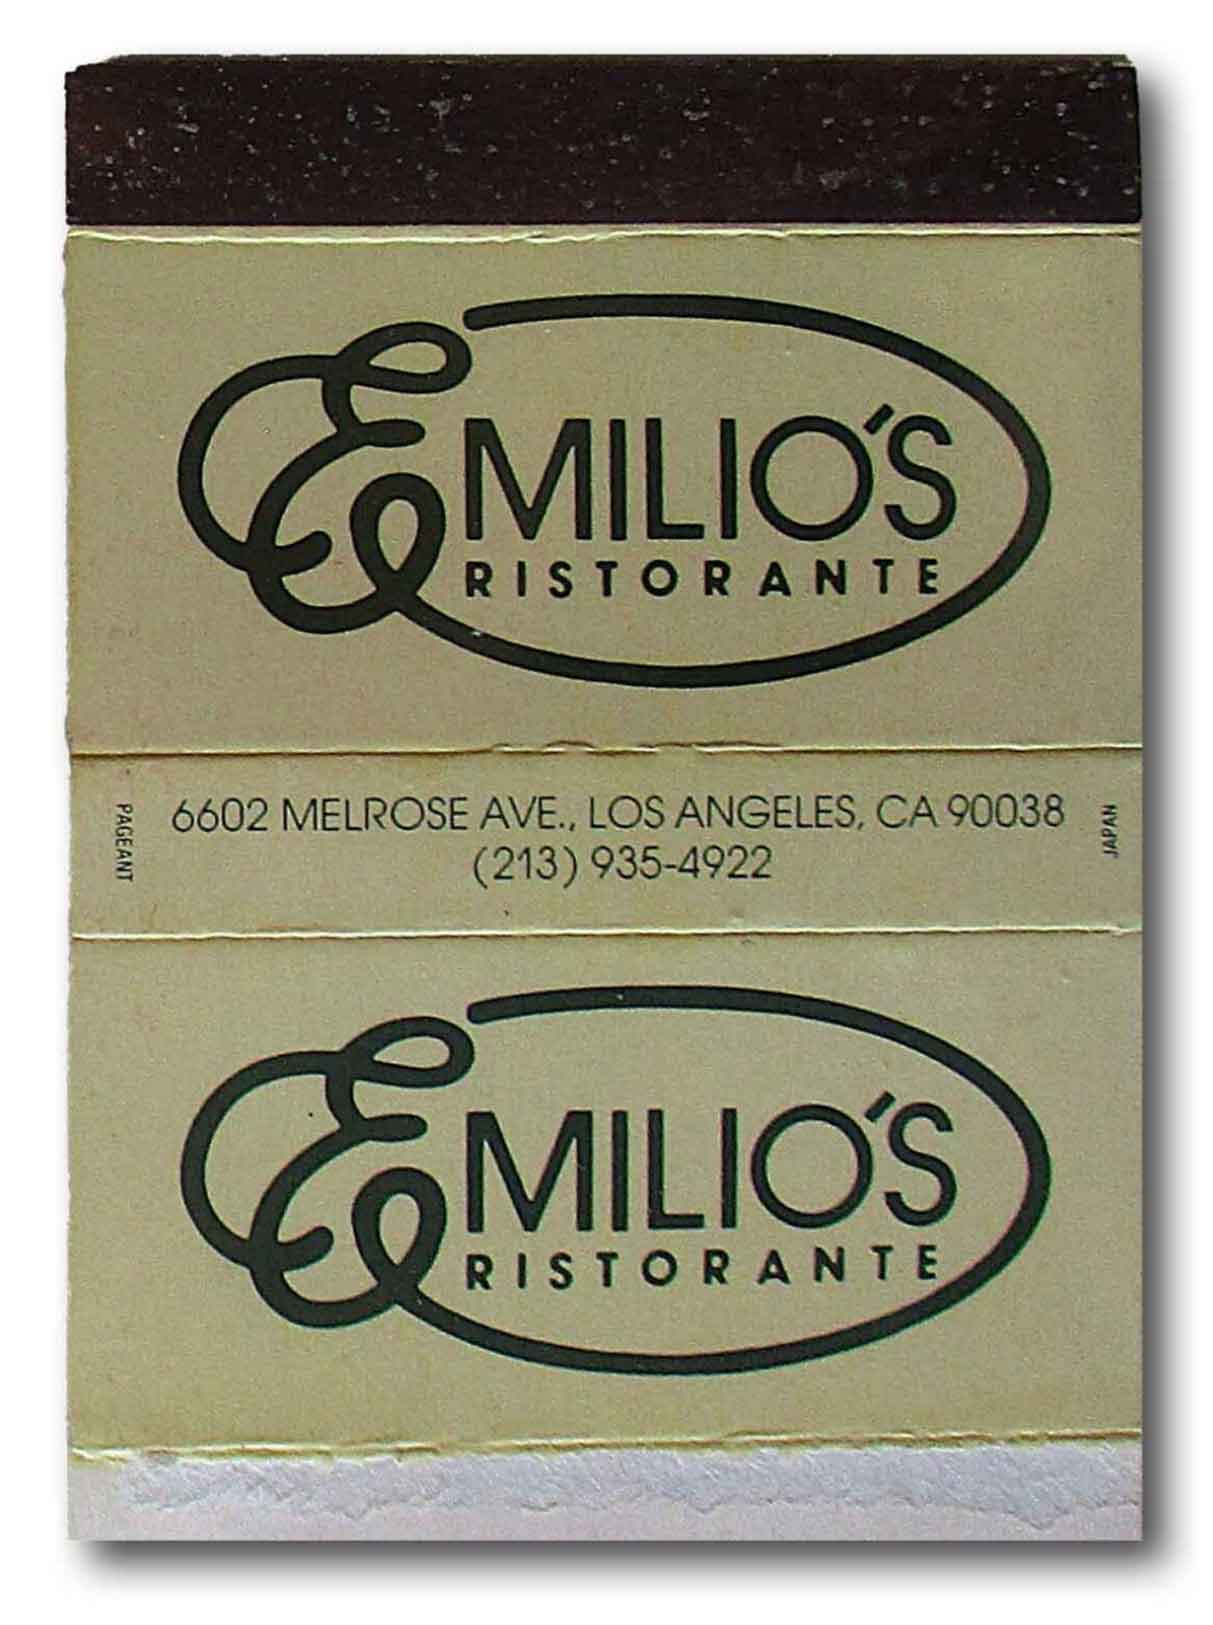 EMILIO'S
RISTORANTE
PAGEANT
6602 MELROSE AVE., LOS ANGELES, CA 90038
(213) 935-4922
JAPAN
EMILIO'S
RISTORANTE